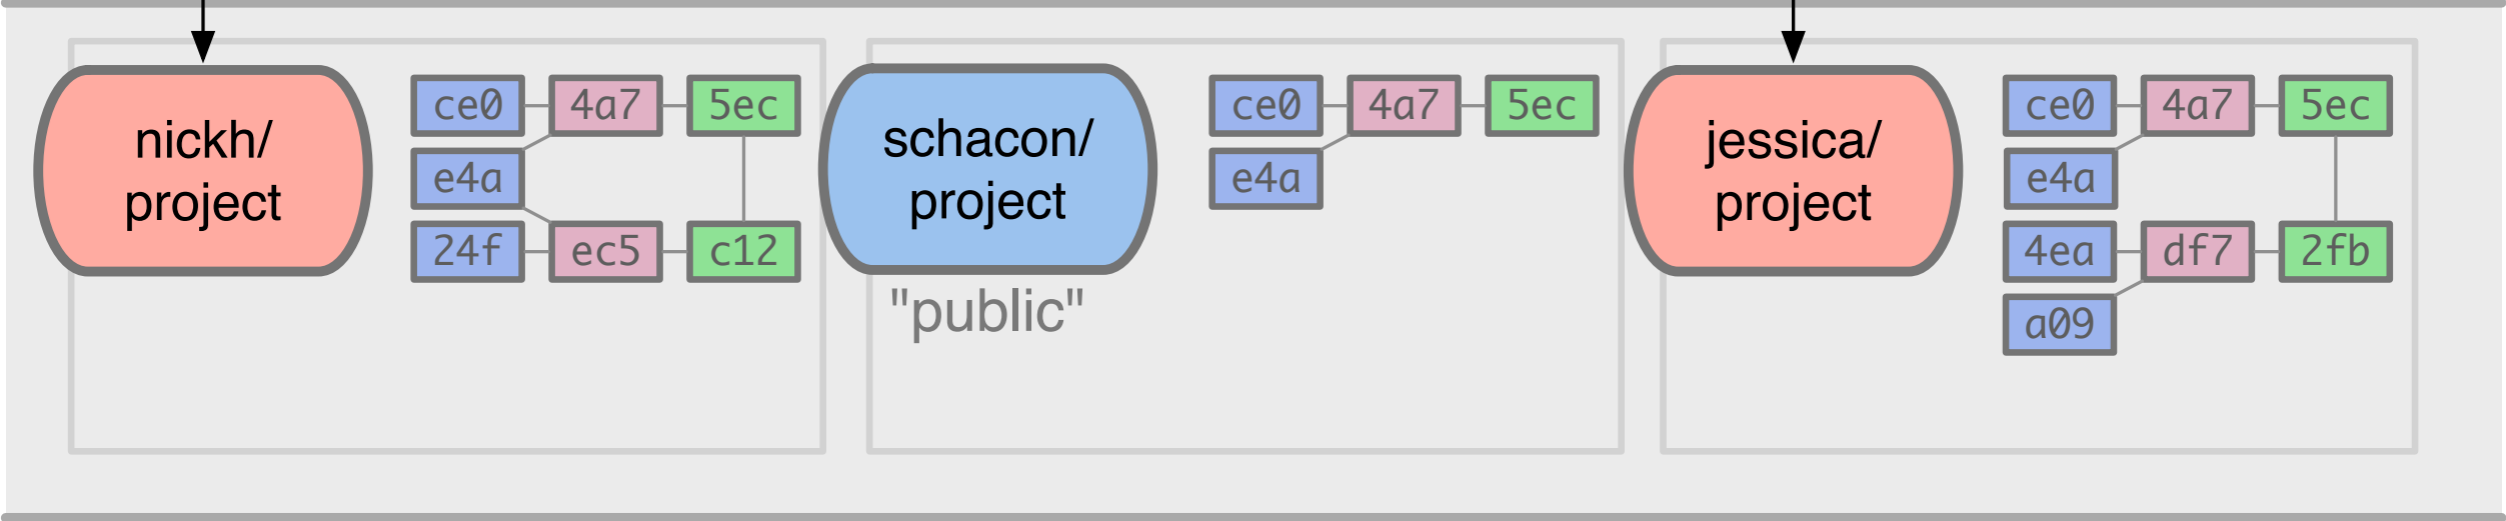 nickh/
project
ce0 4a7 5ec
e4a
24f ec5 c12
schacon/
project
"public"
ce0 4a7 5ec
e4a
jessica/
project
ce0 4a7 5ec
e4a
4ea df7 2fb
a09